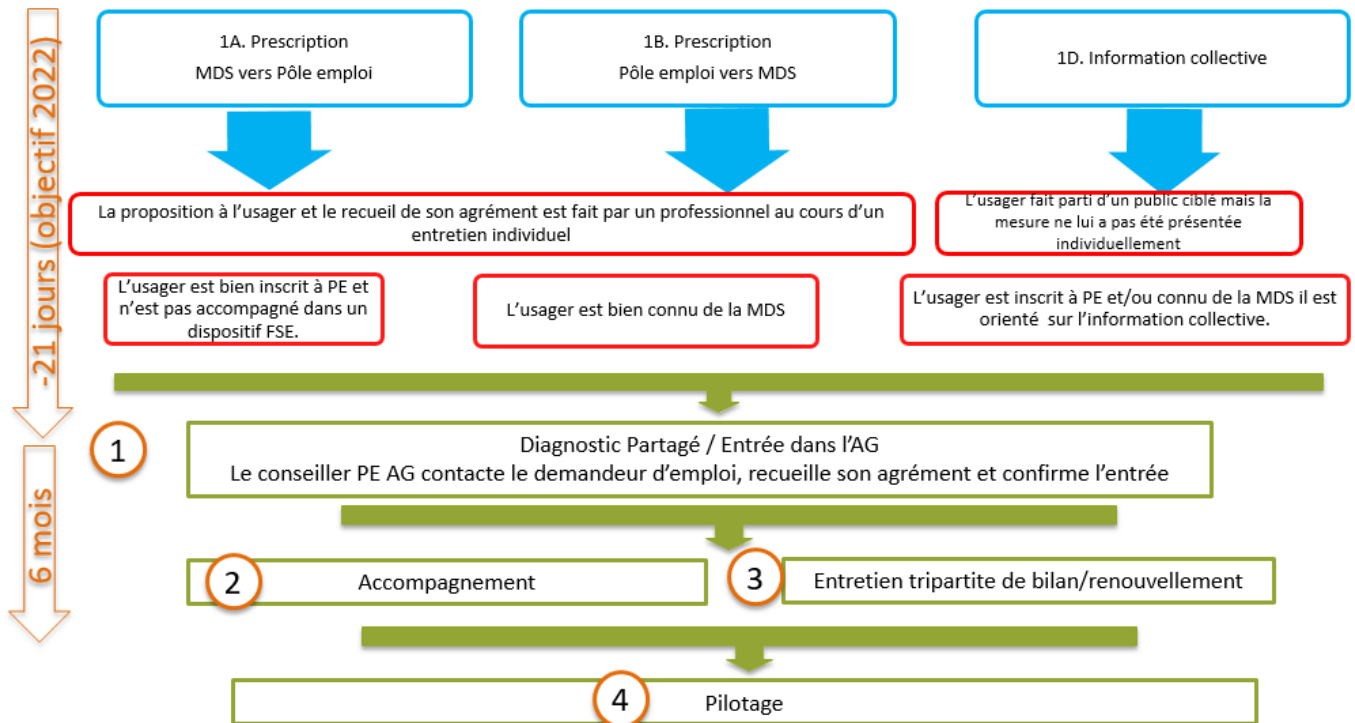 -21 jours (objectif 2022)
1A. Prescription
MDS vers Pôle emploi
1B. Prescription
Pôle emploi vers MDS
1D. Information collective
La proposition à l'usager et le recueil de son agrément est fait par un professionnel au cours d'un
entretien individuel
L'usager fait parti d'un public ciblé mais la
mesure ne lui a pas été présentée
individuellement
L'usager est bien inscrit à PE et
n'est pas accompagné dans un
dispositif FSE.
L'usager est bien connu de la MDS
L'usager est inscrit à PE et/ou connu de la MDS il est
orienté sur l'information collective.
6 mois
1
Diagnostic Partagé / Entrée dans l'AG
Le conseiller PE AG contacte le demandeur d'emploi, recueille son agrément et confirme l'entrée
2
Accompagnement
3
Entretien tripartite de bilan/renouvellement
4
Pilotage